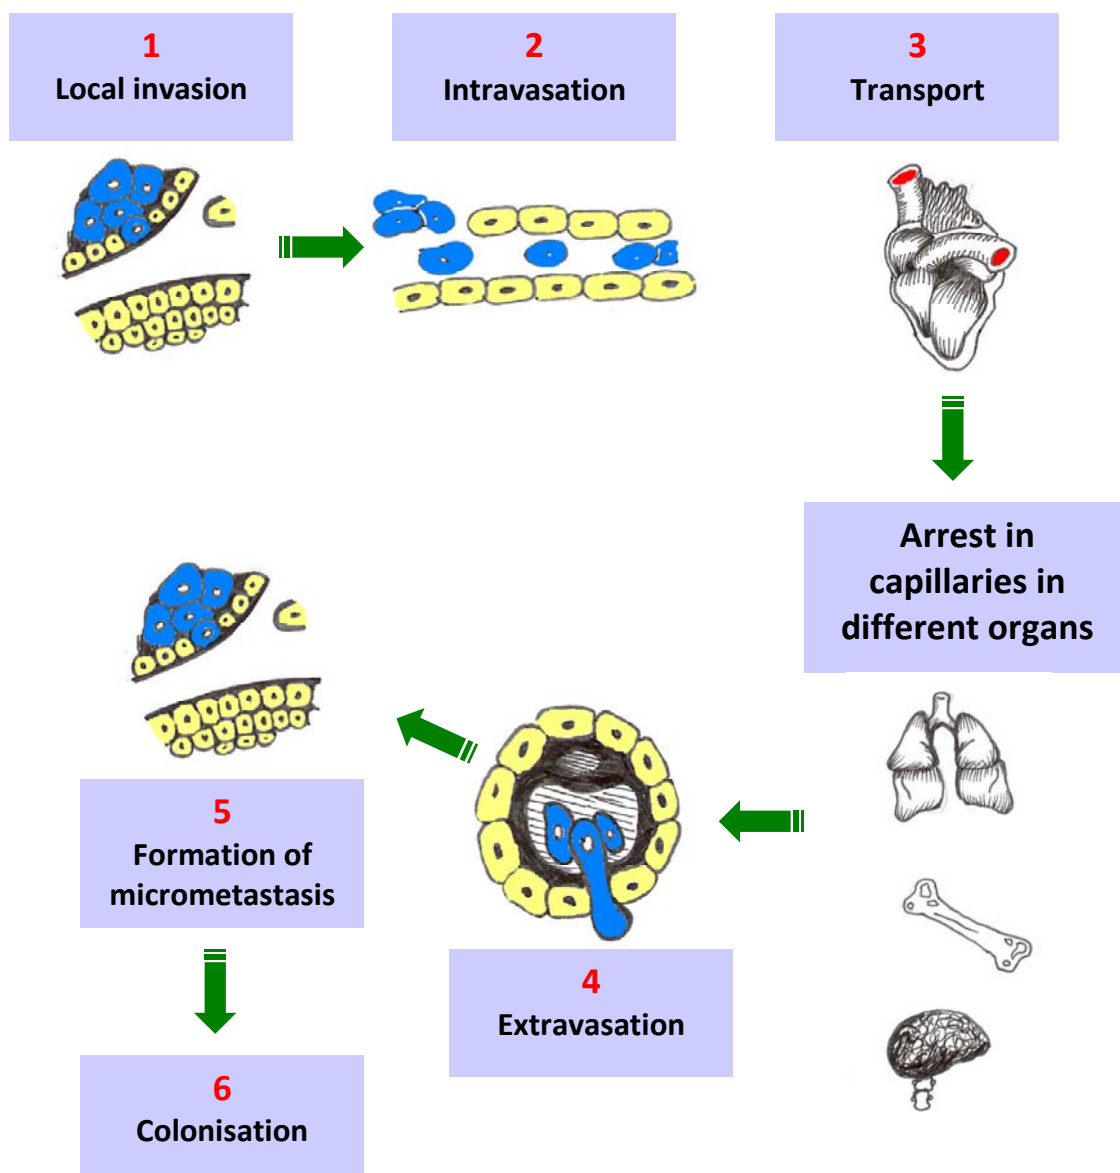 1
Local invasion
2
Intravasation
3
Transport
Arrest in
capillaries in
different organs
4
Extravasation
5
Formation of
micrometastasis
6
Colonisation